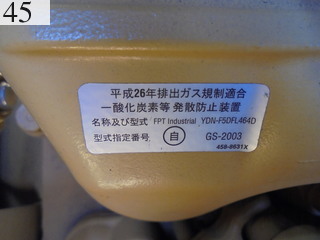 45
平成26年排出ガス規制適合
一酸化炭素等発散防止装置
名称及び型式 FPT Industrial YDN-F5DFL464D
型式指定番号 自 GS-2003
458-8631X